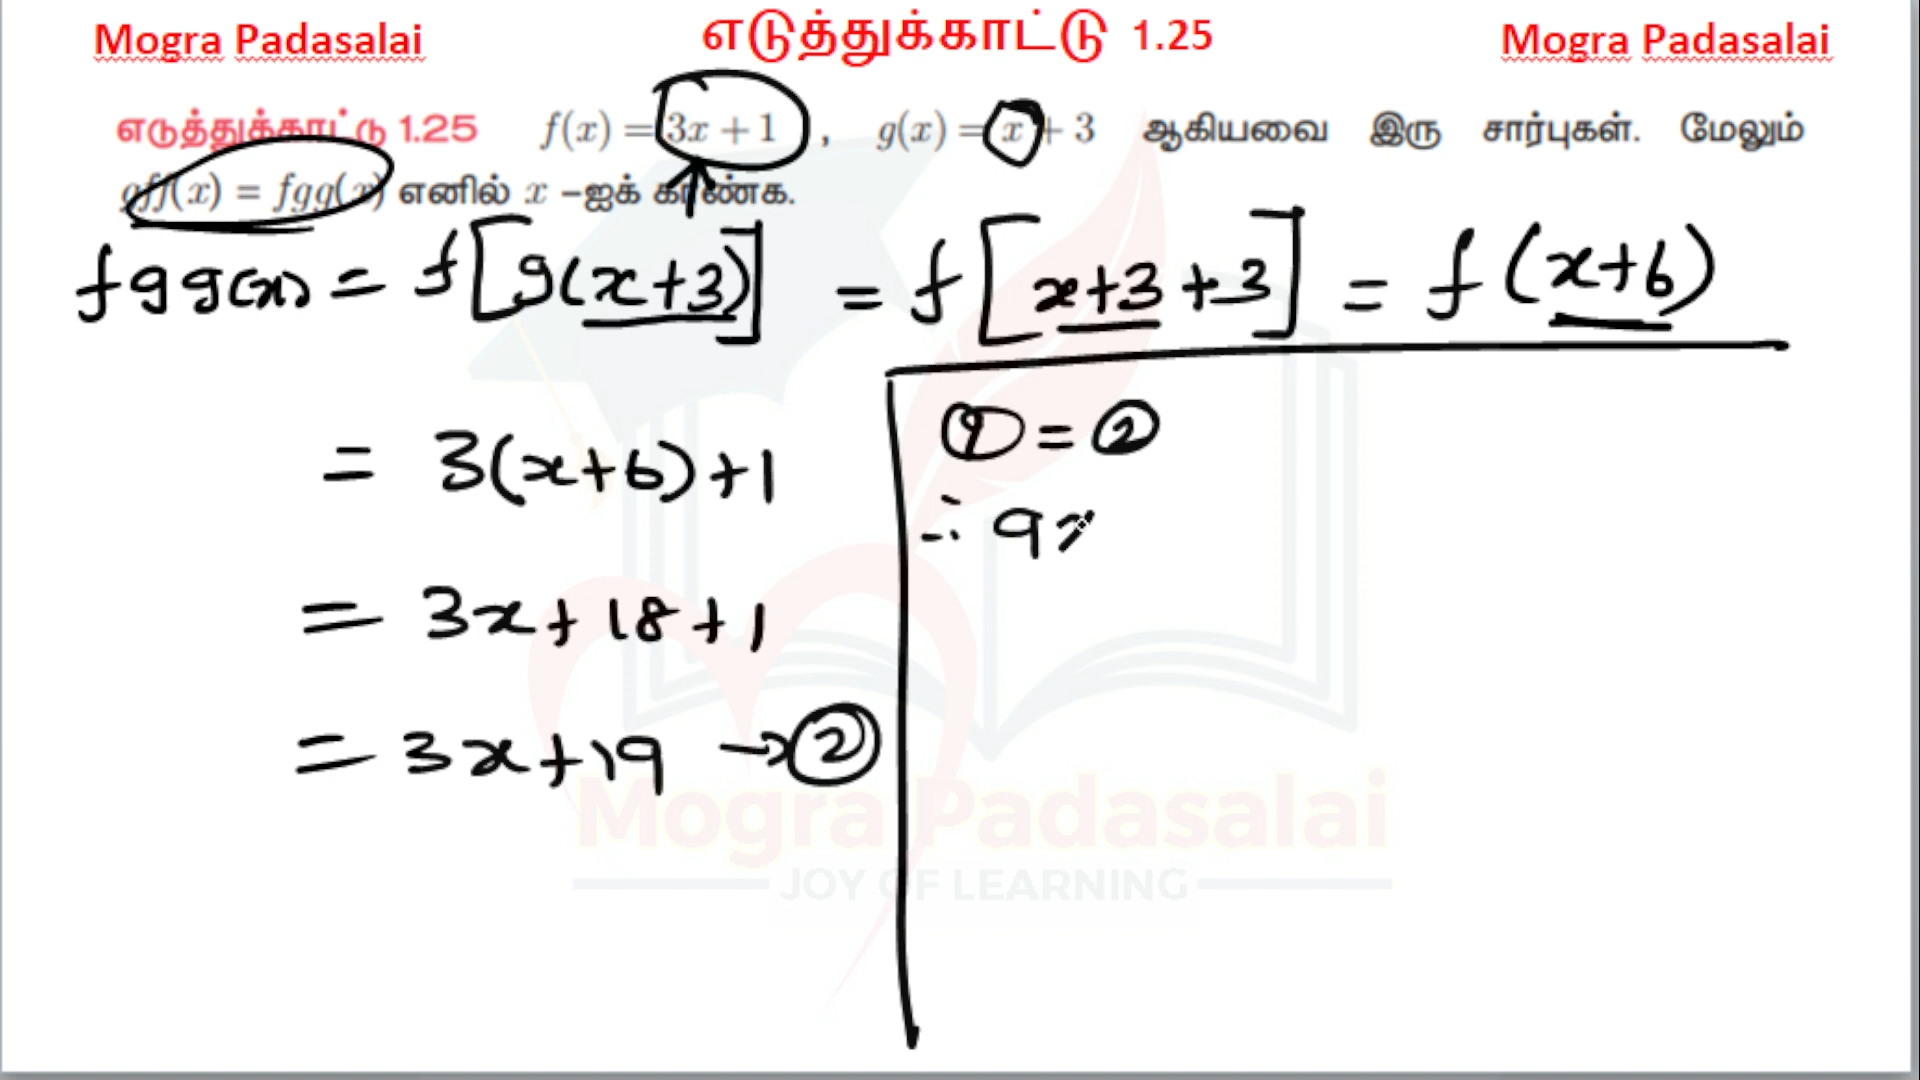 Mogra Padasalai எடுத்துக்காட்டு 1.25 Mogra Padasalai
எடுத்துக்காட்டு 1.25 f(x) = 3x + 1 , g(x) = x + 3 ஆகியவை இரு சார்புகள். மேலும்
gff(x) = fgg(x) எனில் x –ஐக் காண்க.
fgg(x) = f[g(x+3)] = f[x+3+3] = f(x+6)
= 3(x+6)+1
= 3x+18+1
= 3x+19 → ②
① = ②
∴ 9x
Mogra Padasalai
JOY OF LEARNING